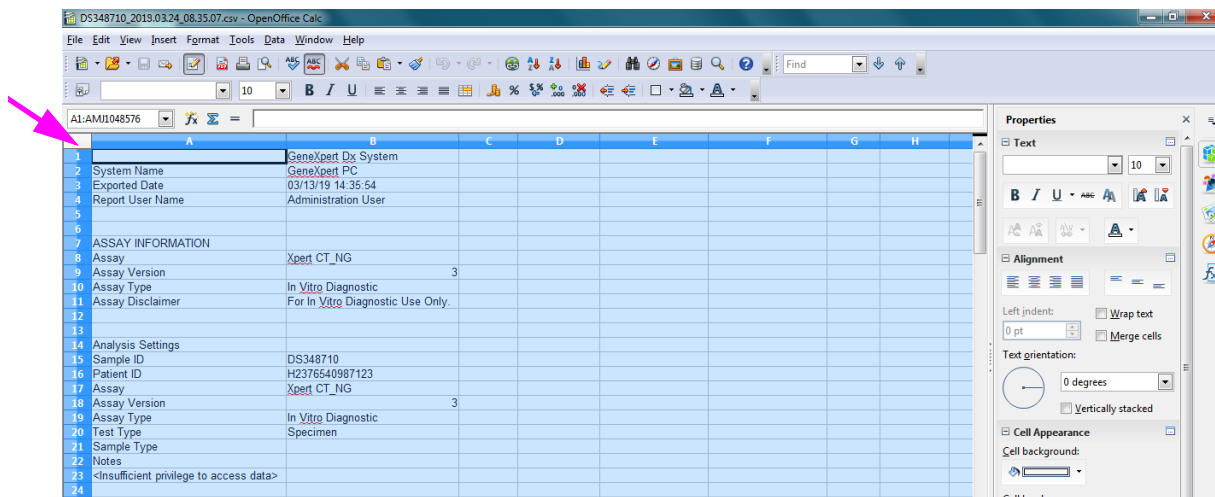 DS348710_2019.03.24_08.35.07.csv - OpenOffice Calc
File Edit View Insert Format Tools Data Window Help
Find
10
A1:AMJ1048576
A B C D E F G H
1 GeneXpert Dx System
2 System Name GeneXpert PC
3 Exported Date 03/13/19 14:35:54
4 Report User Name Administration User
5
6
7 ASSAY INFORMATION
8 Assay Xpert CT_NG
9 Assay Version 3
10 Assay Type In Vitro Diagnostic
11 Assay Disclaimer For In Vitro Diagnostic Use Only.
12
13
14 Analysis Settings
15 Sample ID DS348710
16 Patient ID H2376540987123
17 Assay Xpert CT_NG
18 Assay Version 3
19 Assay Type In Vitro Diagnostic
20 Test Type Specimen
21 Sample Type
22 Notes
23 <Insufficient privilege to access data>
24
Properties
Text
10
Alignment
Left indent:
Wrap text
0 pt
Merge cells
Text orientation:
0 degrees
Vertically stacked
Cell Appearance
Cell background: